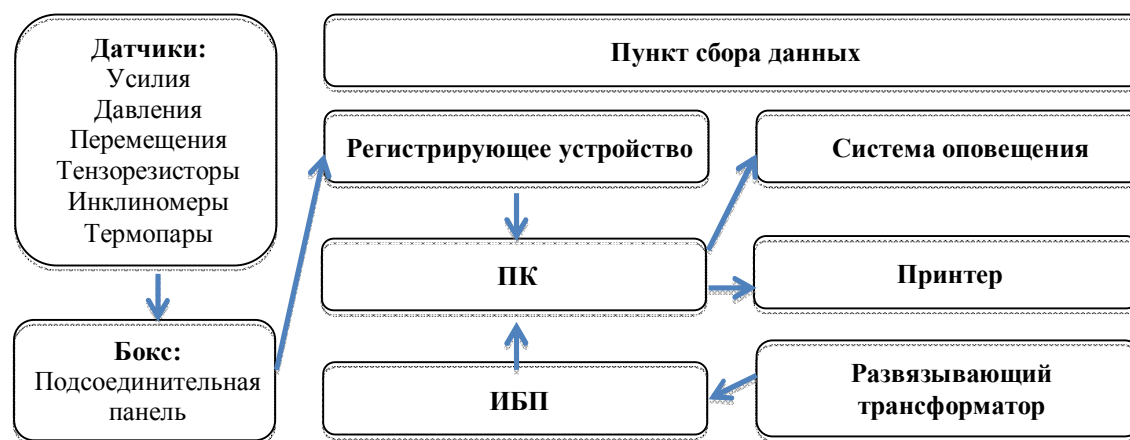 Датчики:
Усилия
Давления
Перемещения
Тензорезисторы
Инклиномеры
Термопары
Бокс:
Подсоединительная
панель
Пункт сбора данных
Регистрирующее устройство
Система оповещения
ПК
Принтер
ИБП
Развязывающий
трансформатор